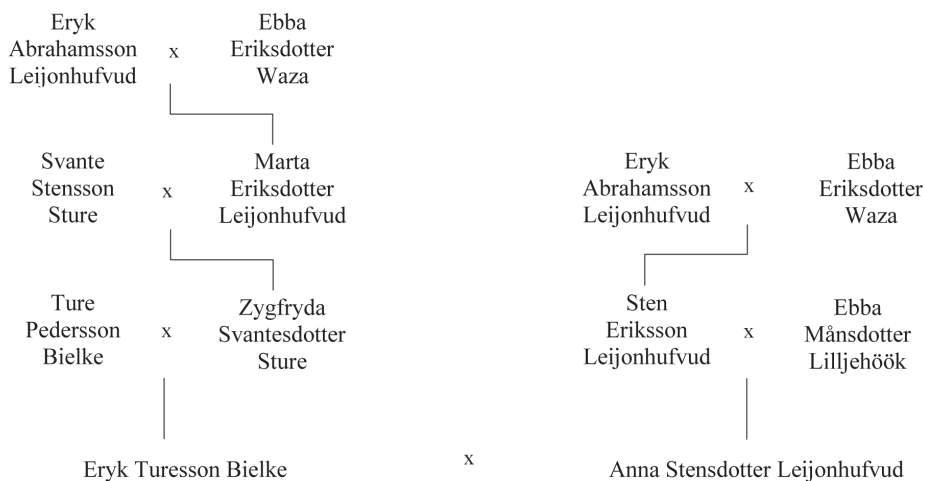 Eryk
Abrahamsson
Leijonhufvud
x
Ebba
Eriksdotter
Waza
Svante
Stensson
Sture
x
Marta
Eriksdotter
Leijonhufvud
Eryk
Abrahamsson
Leijonhufvud
x
Ebba
Eriksdotter
Waza
Ture
Pedersson
Bielke
x
Zygfryda
Svantesdotter
Sture
Sten
Eriksson
Leijonhufvud
x
Ebba
Månsdotter
Lilljehöök
Eryk Turesson Bielke
x
Anna Stensdotter Leijonhufvud